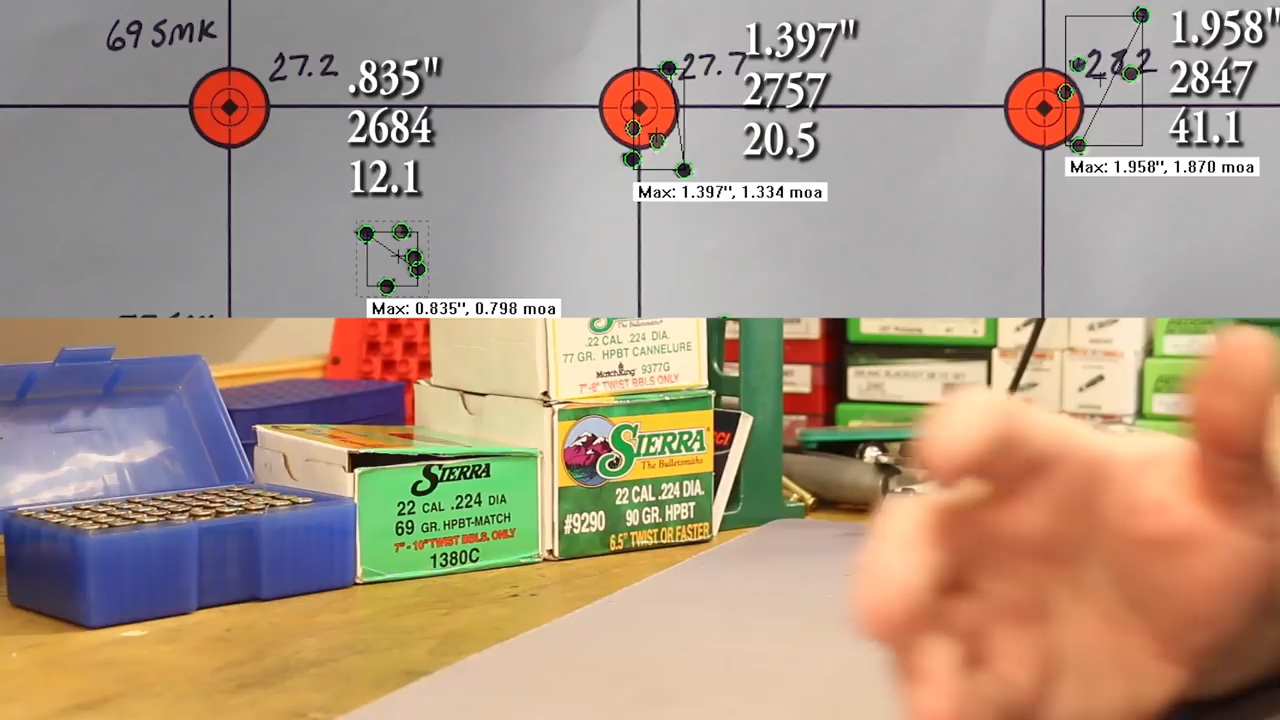 69 SMK
27.2
.835"
2684
12.1
Max: 0.835", 0.798 moa
27.7
1.397"
2757
20.5
Max: 1.397", 1.334 moa
1.958"
2847
41.1
Max: 1.958", 1.870 moa
The Bulletsmiths
.22 CAL .224 DIA.
77 GR. HPBT CANNELURE
MatchKing 9377G
7"-8" TWIST BBLS ONLY
SIERRA
The Bulletsmiths
22 CAL .224 DIA.
#9290 90 GR. HPBT
6.5" TWIST OR FASTER
SIERRA
22 CAL .224 DIA
69 GR. HPBT-MATCH
7"-10" TWIST BBLS. ONLY
1380C